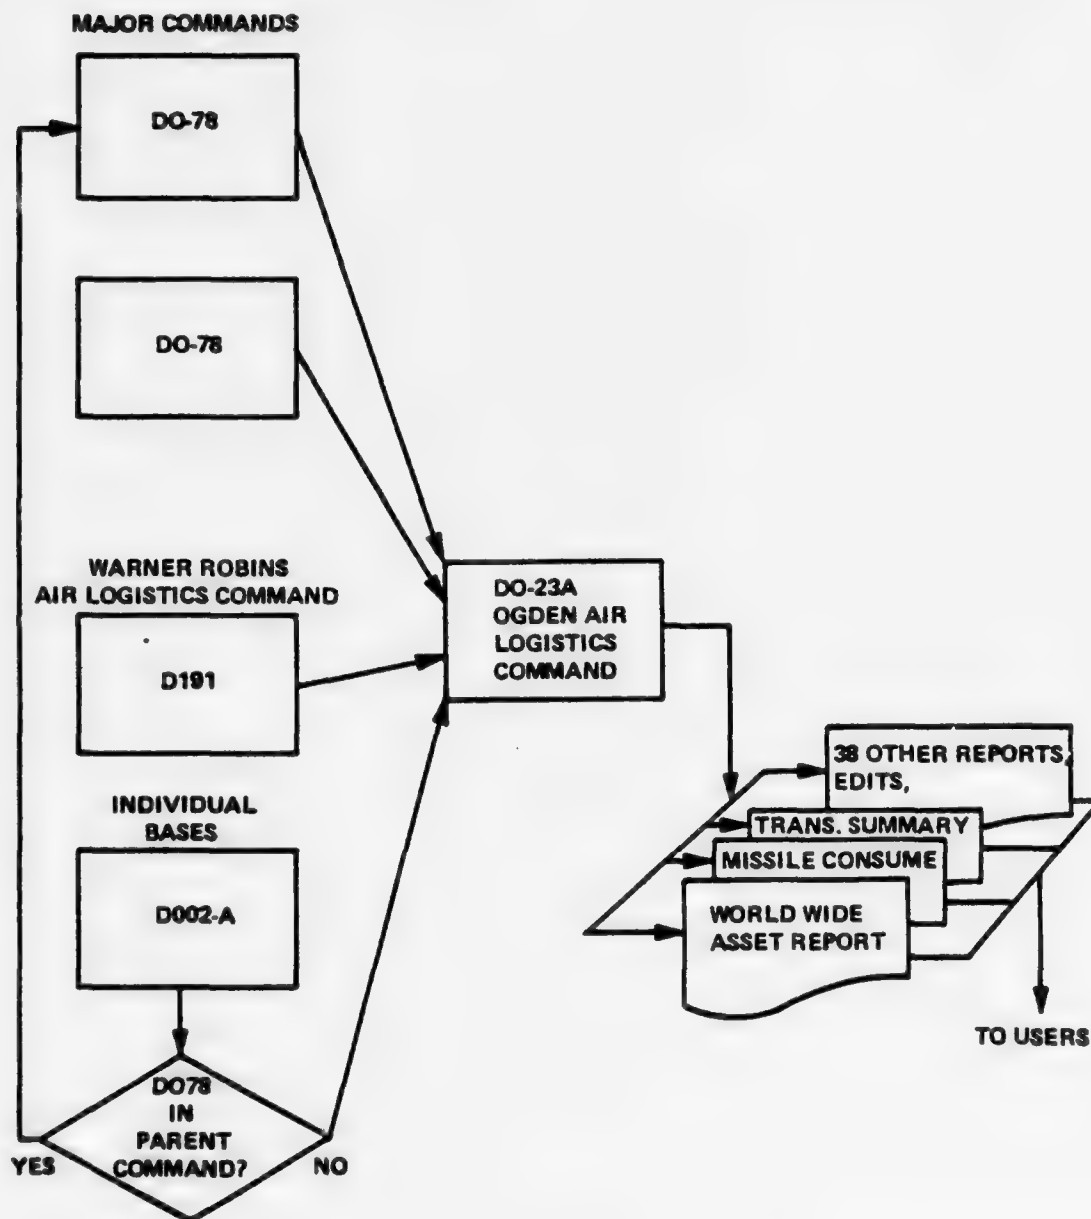 MAJOR COMMANDS
DO-78
DO-78
WARNER ROBINS
AIR LOGISTICS COMMAND
D191
INDIVIDUAL
BASES
D002-A
DO78
IN
PARENT
COMMAND?
YES
NO
DO-23A
OGDEN AIR
LOGISTICS
COMMAND
38 OTHER REPORTS,
EDITS,
TRANS. SUMMARY
MISSILE CONSUME
WORLD WIDE
ASSET REPORT
TO USERS